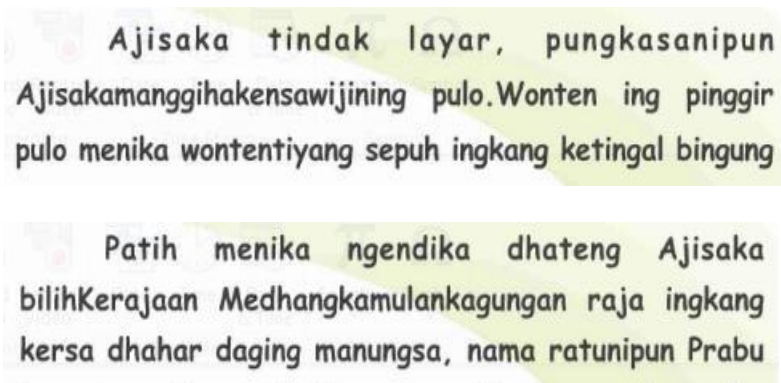 Ajisaka tindak layar, pungkasanipun
Ajisakamanggihakensawijining pulo.Wonten ing pinggir
pulo menika wontentiyang sepuh ingkang ketingal bingung
Patih menika ngendika dhateng Ajisaka
bilihKerajaan Medhangkamulankagungan raja ingkang
kersa dhahar daging manungsa, nama ratunipun Prabu